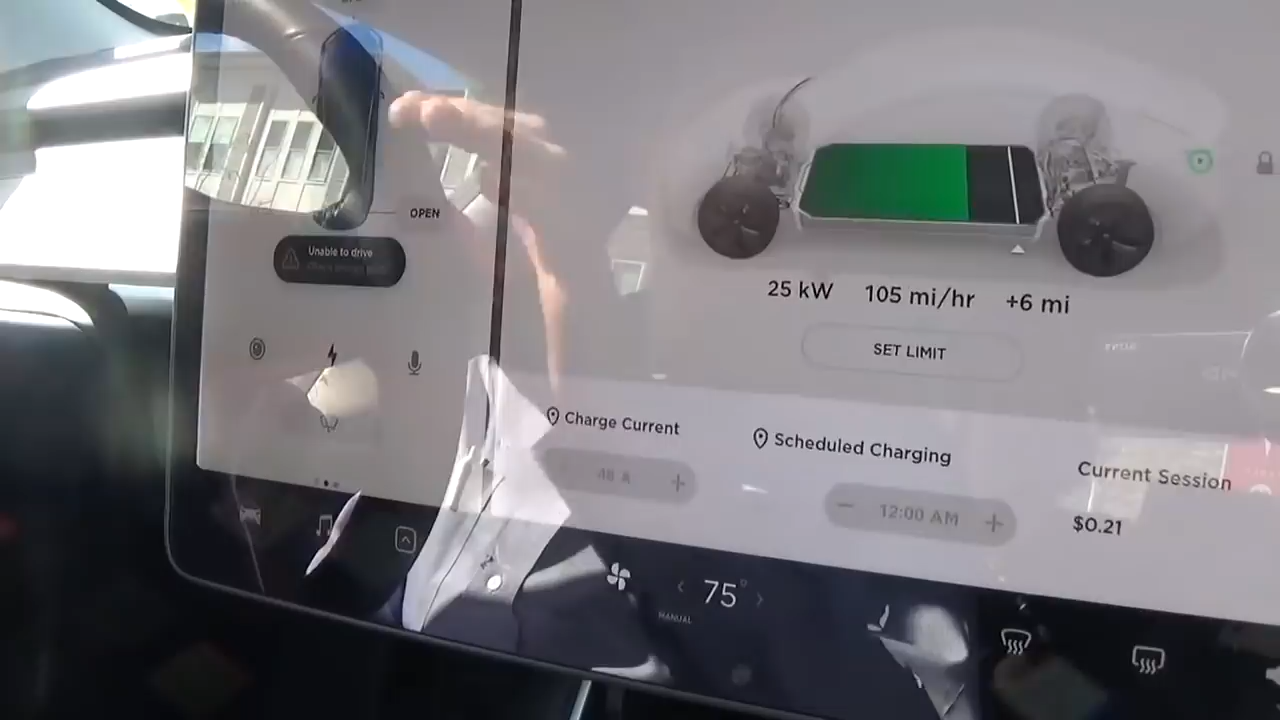 OPEN
Unable to drive
25 kW 105 mi/hr +6 mi
SET LIMIT
Charge Current
48 A +
Scheduled Charging
− 12:00 AM +
Current Session
$0.21
75°
MANUAL